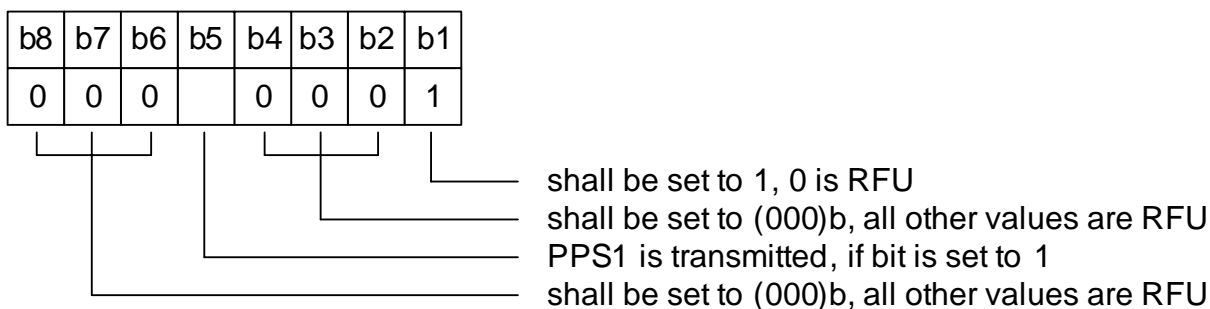 b8 b7 b6 b5 b4 b3 b2 b1
0 0 0 0 0 0 1
shall be set to 1, 0 is RFU
shall be set to (000)b, all other values are RFU
PPS1 is transmitted, if bit is set to 1
shall be set to (000)b, all other values are RFU